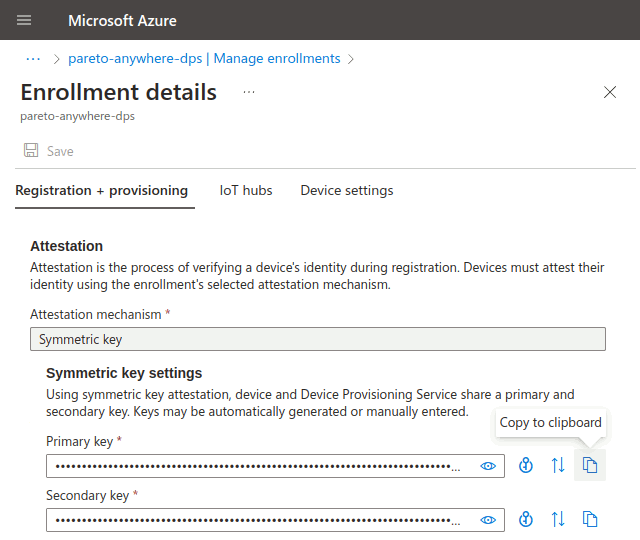 Microsoft Azure
··· > pareto-anywhere-dps | Manage enrollments >
Enrollment details ···
pareto-anywhere-dps
Save
Registration + provisioning IoT hubs Device settings
Attestation
Attestation is the process of verifying a device's identity during registration. Devices must attest their
identity using the enrollment's selected attestation mechanism.
Attestation mechanism *
Symmetric key
Symmetric key settings
Using symmetric key attestation, device and Device Provisioning Service share a primary and
secondary key. Keys may be automatically generated or manually entered.
Copy to clipboard
Primary key *
Secondary key *